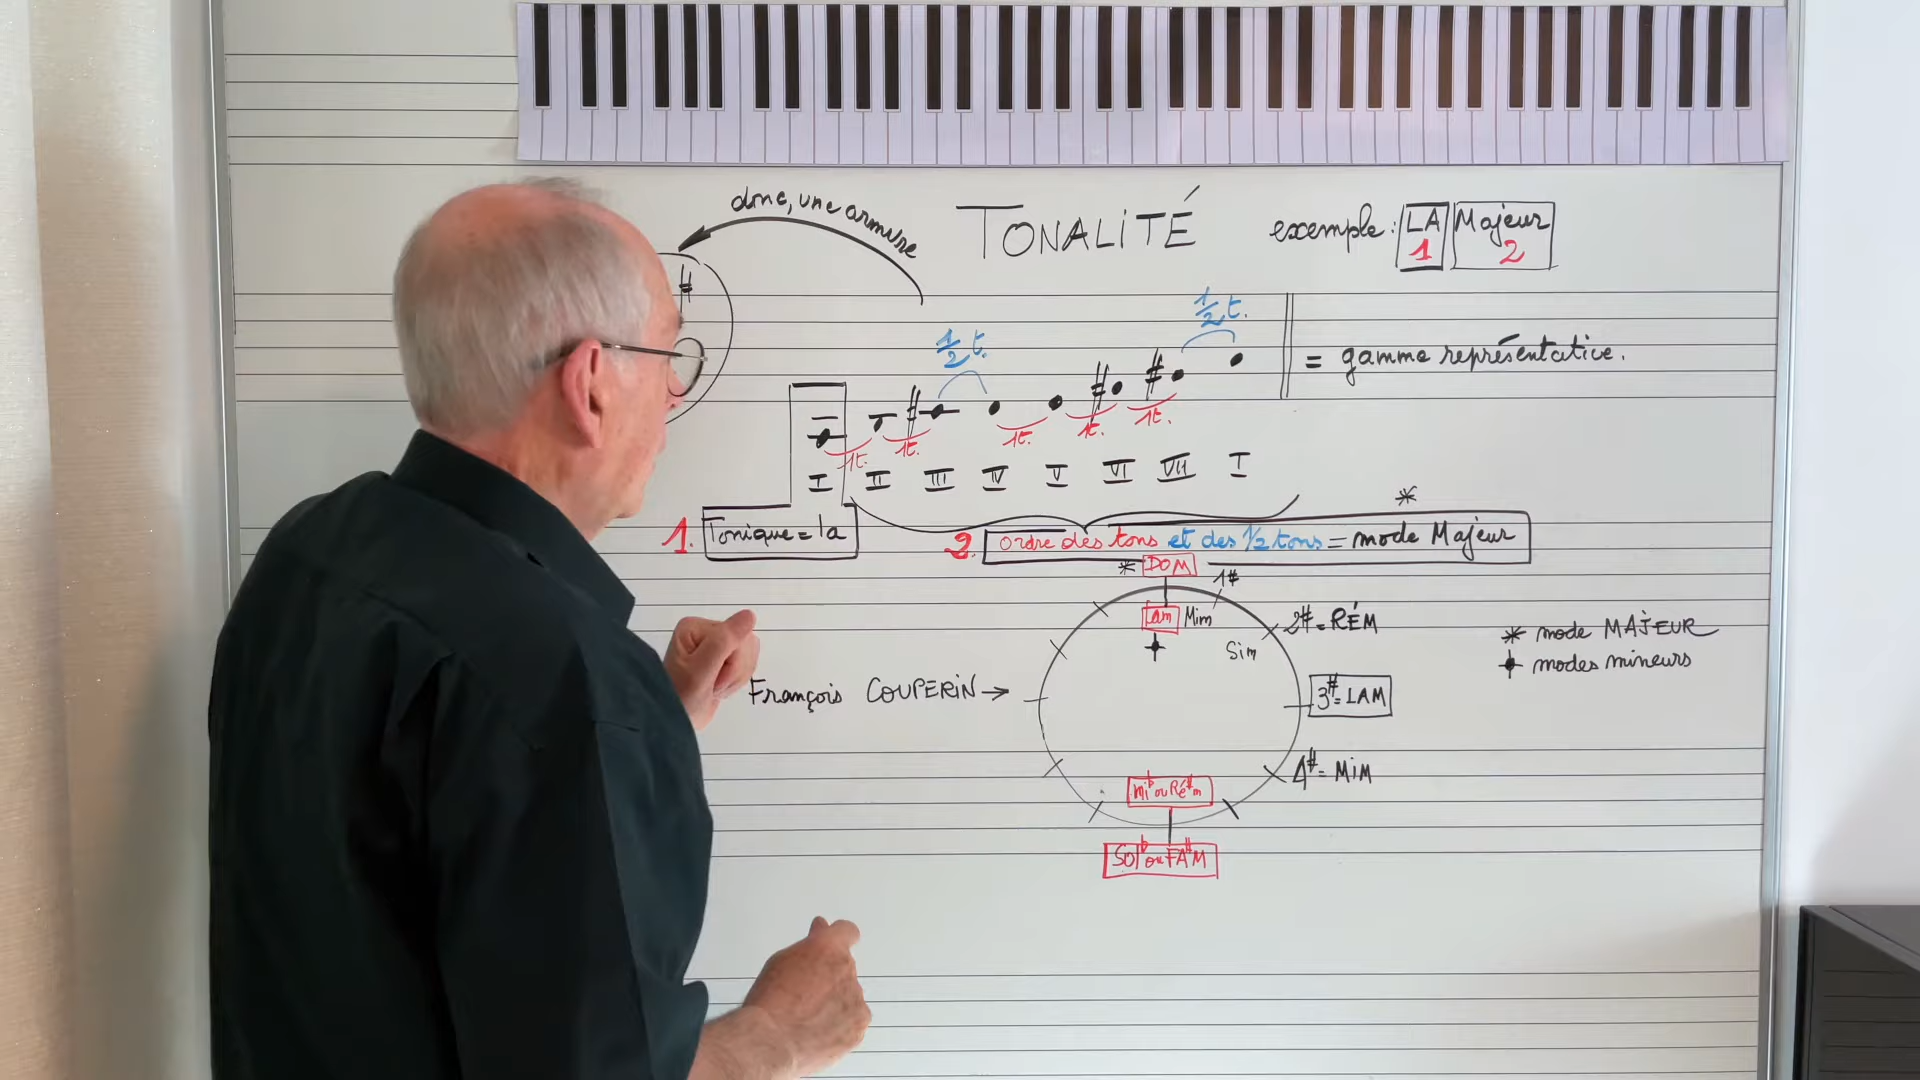 donc, une armure
TONALITÉ
exemple: LA Majeur
1 2
#
1/2 t.
1/2 t.
= gamme représentative.
# # #
1t. 1t. 1t. 1t. 1t.
I II III IV V VI VII I
*
1. Tonique = la
2. ordre des tons et des 1/2 tons = mode Majeur
* DOM
1#
Lam Mim
2# = RÉM
Sim
* mode MAJEUR
modes mineurs
François COUPERIN →
3# = LAM
4# = MIM
mi♭ ou Ré#m
SOL♭ ou FA#M